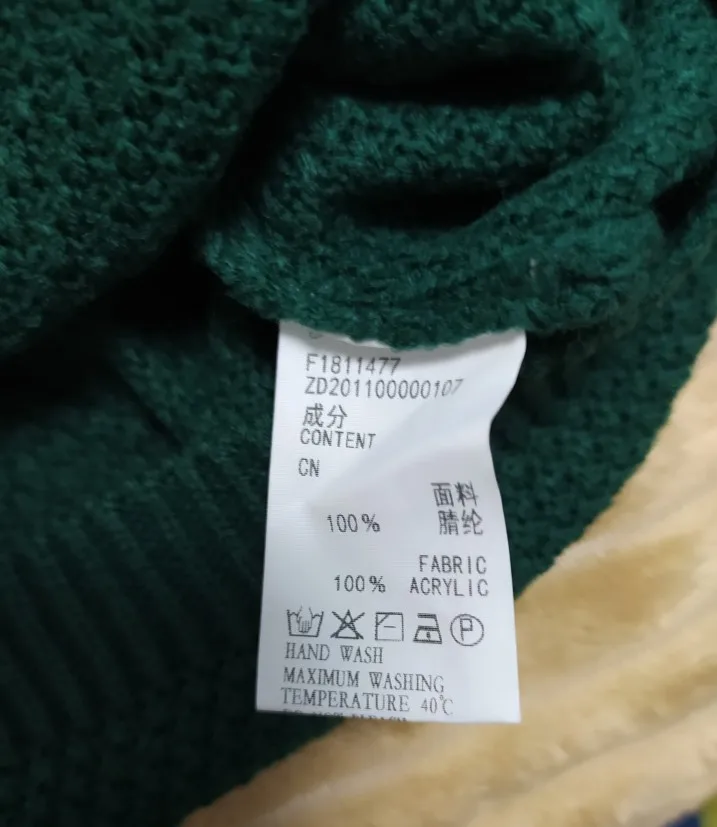 F1811477
ZD201100000107
成分
CONTENT
CN
面料
100% 腈纶
FABRIC
100% ACRYLIC
P
HAND WASH
MAXIMUM WASHING
TEMPERATURE 40℃